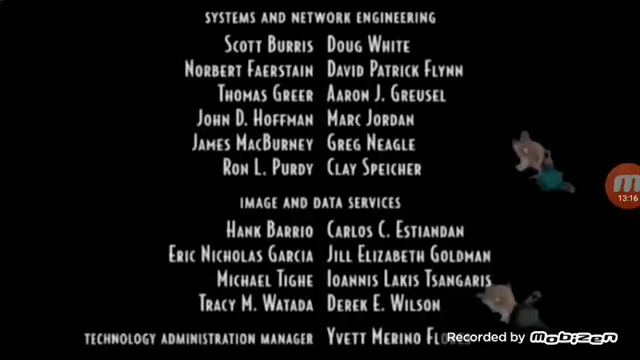 SYSTEMS AND NETWORK ENGINEERING
SCOTT BURRIS DOUG WHITE
NORBERT FAERSTAIN DAVID PATRICK FLYNN
THOMAS GREER AARON J. GREUSEL
JOHN D. HOFFMAN MARC JORDAN
JAMES MACBURNEY GREG NEAGLE
RON L. PURDY CLAY SPEICHER
IMAGE AND DATA SERVICES
HANK BARRIO CARLOS C. ESTIANDAN
ERIC NICHOLAS GARCIA JILL ELIZABETH GOLDMAN
MICHAEL TIGHE IOANNIS LAKIS TSANGARIS
TRACY M. WATADA DEREK E. WILSON
TECHNOLOGY ADMINISTRATION MANAGER YVETT MERINO
13:16
Recorded by mobizen